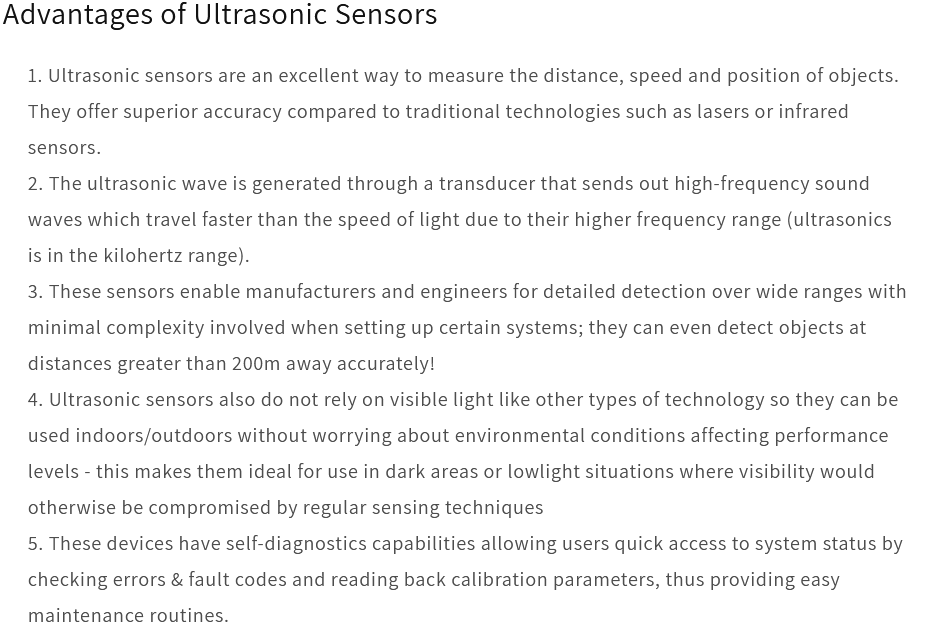 Advantages of Ultrasonic Sensors
1. Ultrasonic sensors are an excellent way to measure the distance, speed and position of objects.
They offer superior accuracy compared to traditional technologies such as lasers or infrared
sensors.
2. The ultrasonic wave is generated through a transducer that sends out high-frequency sound
waves which travel faster than the speed of light due to their higher frequency range (ultrasonics
is in the kilohertz range).
3. These sensors enable manufacturers and engineers for detailed detection over wide ranges with
minimal complexity involved when setting up certain systems; they can even detect objects at
distances greater than 200m away accurately!
4. Ultrasonic sensors also do not rely on visible light like other types of technology so they can be
used indoors/outdoors without worrying about environmental conditions affecting performance
levels - this makes them ideal for use in dark areas or lowlight situations where visibility would
otherwise be compromised by regular sensing techniques
5. These devices have self-diagnostics capabilities allowing users quick access to system status by
checking errors & fault codes and reading back calibration parameters, thus providing easy
maintenance routines.